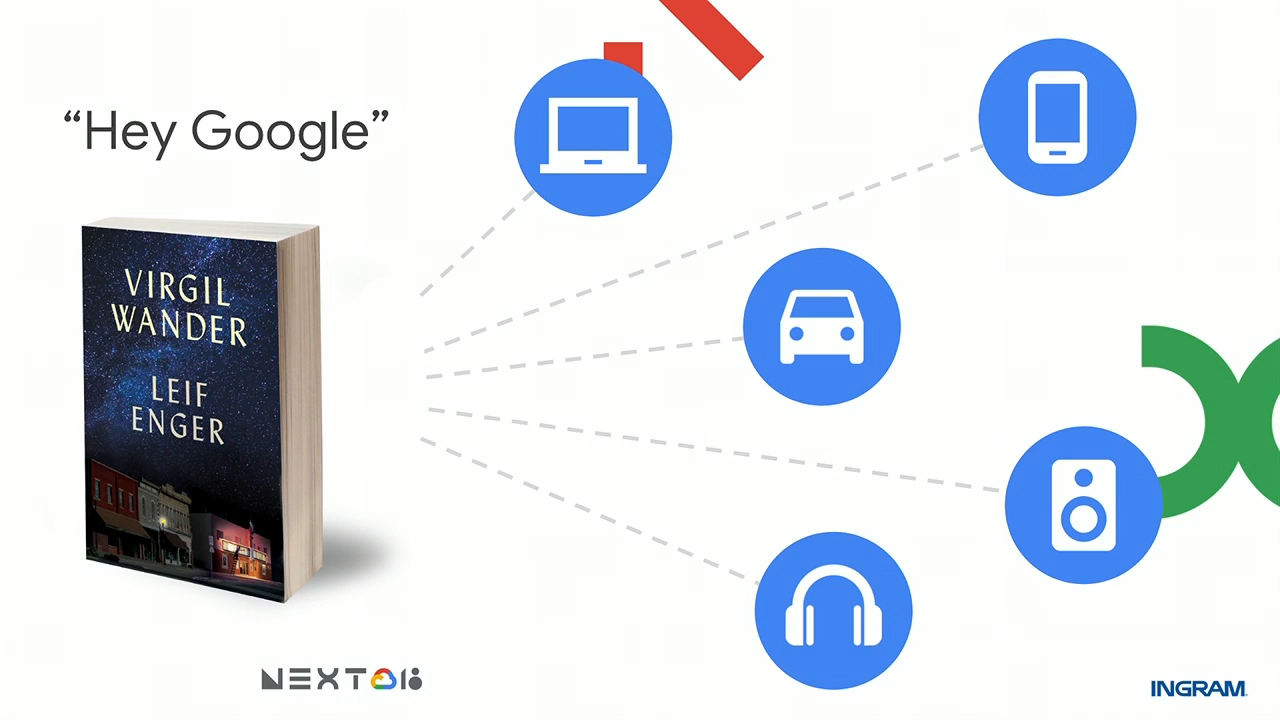 “Hey Google”
VIRGIL
WANDER
LEIF
ENGER
NEXT 18
INGRAM